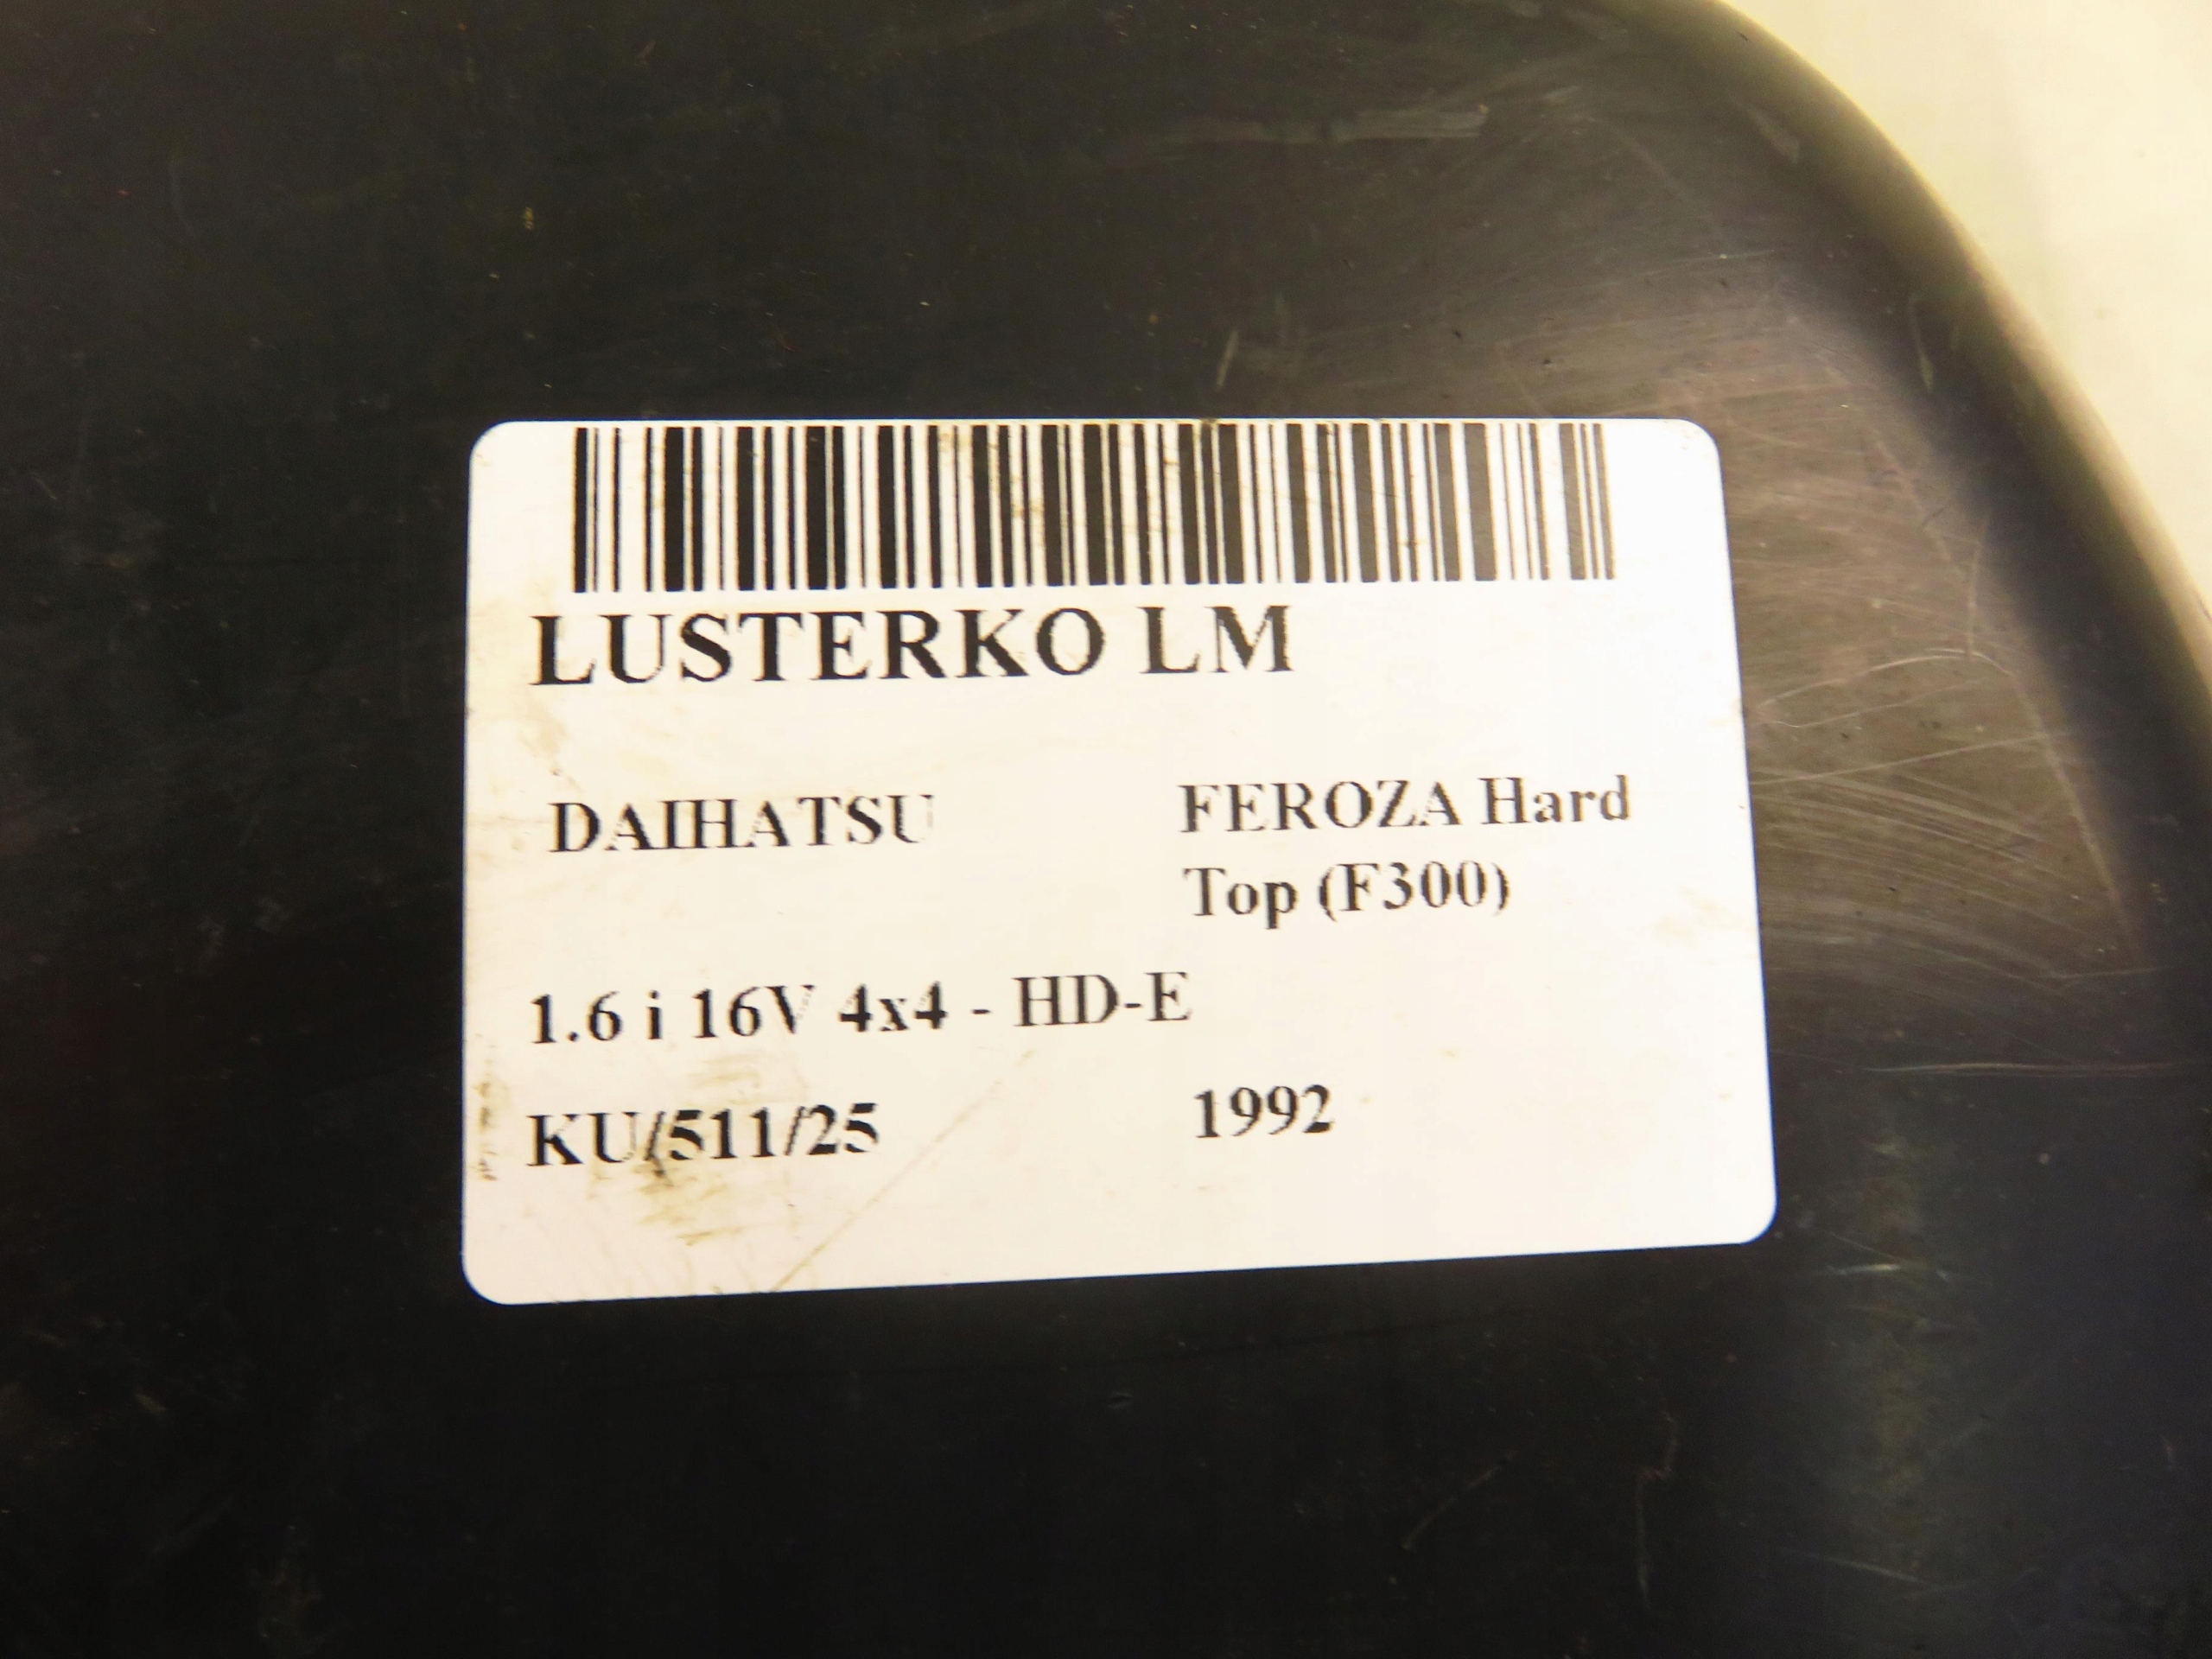 LUSTERKO LM
DAIHATSU
FEROZA Hard
Top (F300)
1.6 i 16V 4x4 - HD-E
KU/511/25
1992